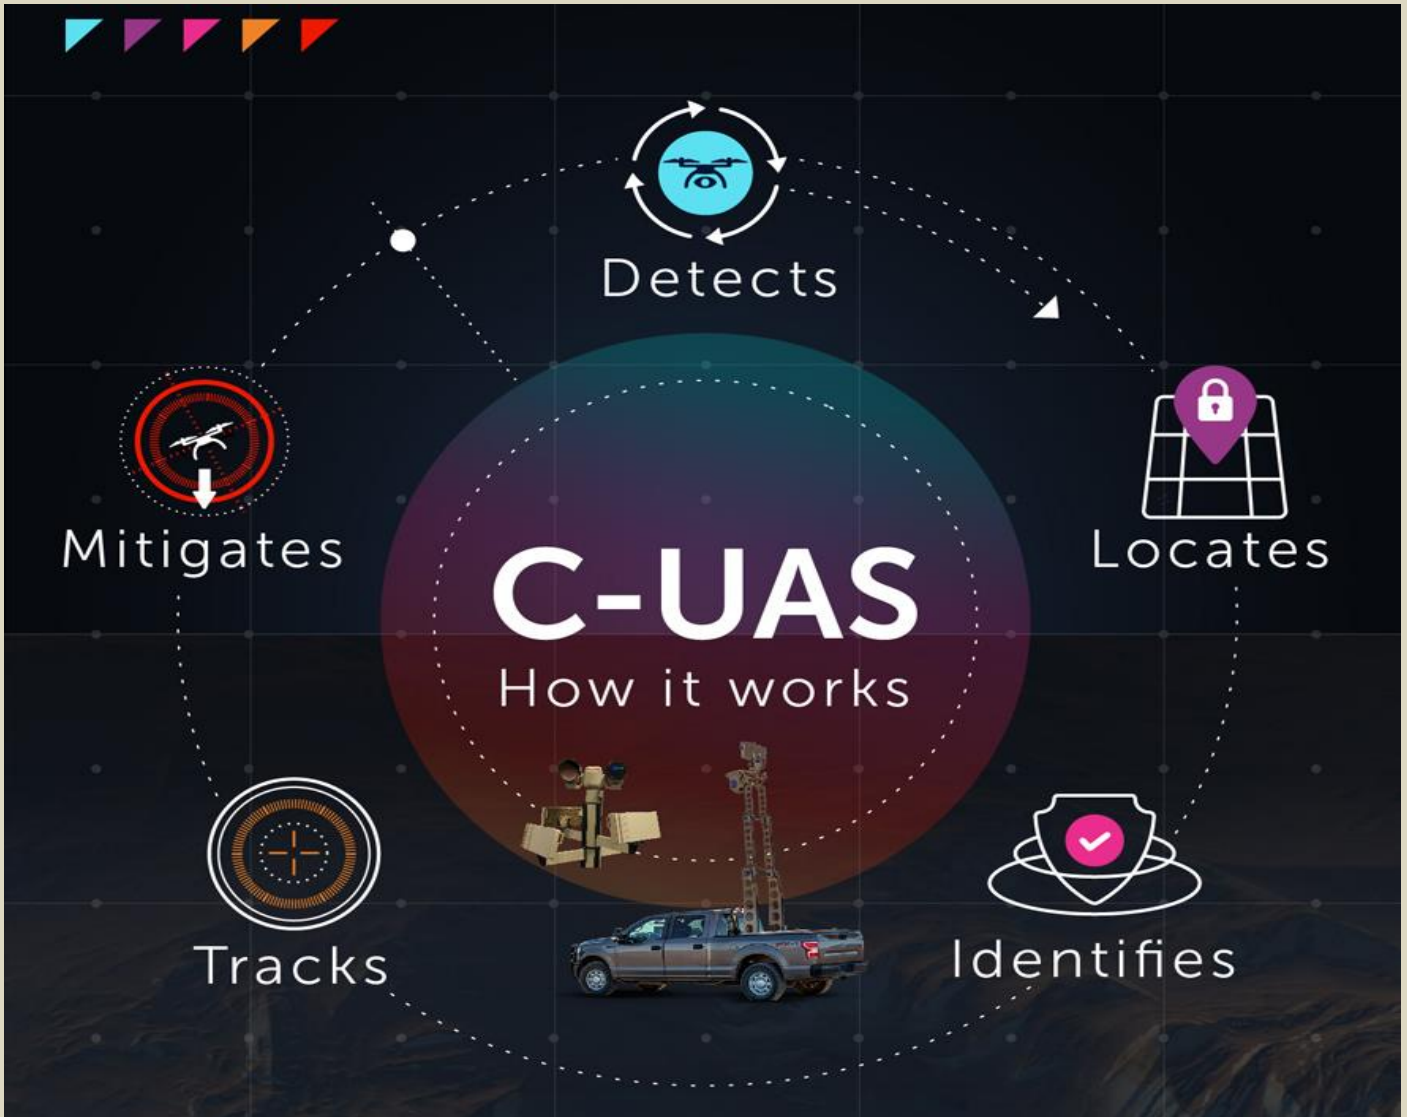 Detects
Mitigates
Locates
C-UAS
How it works
Tracks
Identifies